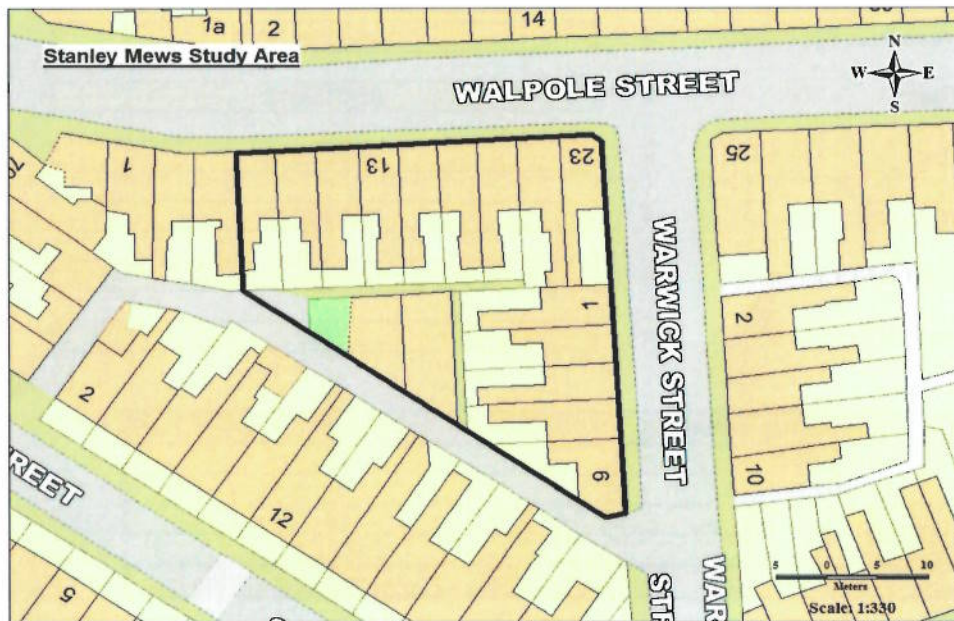 1a
2
14
Stanley Mews Study Area
N
W
E
S
WALPOLE STREET
1
13
23
25
WARWICK STREET
1
2
2
12
9
10
REET
5
STR
WAR
5
0
5
10
Meters
Scale: 1:330